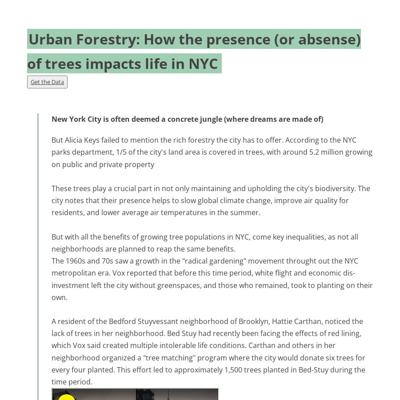 Urban Forestry: How the presence (or absense)
of trees impacts life in NYC
Get the Data
New York City is often deemed a concrete jungle (where dreams are made of)
But Alicia Keys failed to mention the rich forestry the city has to offer. According to the NYC
parks department, 1/5 of the city's land area is covered in trees, with around 5.2 million growing
on public and private property
These trees play a crucial part in not only maintaining and upholding the city's biodiversity. The
city notes that their presence helps to slow global climate change, improve air quality for
residents, and lower average air temperatures in the summer.
But with all the benefits of growing tree populations in NYC, come key inequalities, as not all
neighborhoods are planned to reap the same benefits.
The 1960s and 70s saw a growth in the "radical gardening" movement throught out the NYC
metropolitan era. Vox reported that before this time period, white flight and economic dis-
investment left the city without greenspaces, and those who remained, took to planting on their
own.
A resident of the Bedford Stuyvessant neighborhood of Brooklyn, Hattie Carthan, noticed the
lack of trees in her neighborhood. Bed Stuy had recently been facing the effects of red lining,
which Vox said created multiple intolerable life conditions. Carthan and others in her
neighborhood organized a "tree matching" program where the city would donate six trees for
every four planted. This effort led to approximately 1,500 trees planted in Bed-Stuy during the
time period.